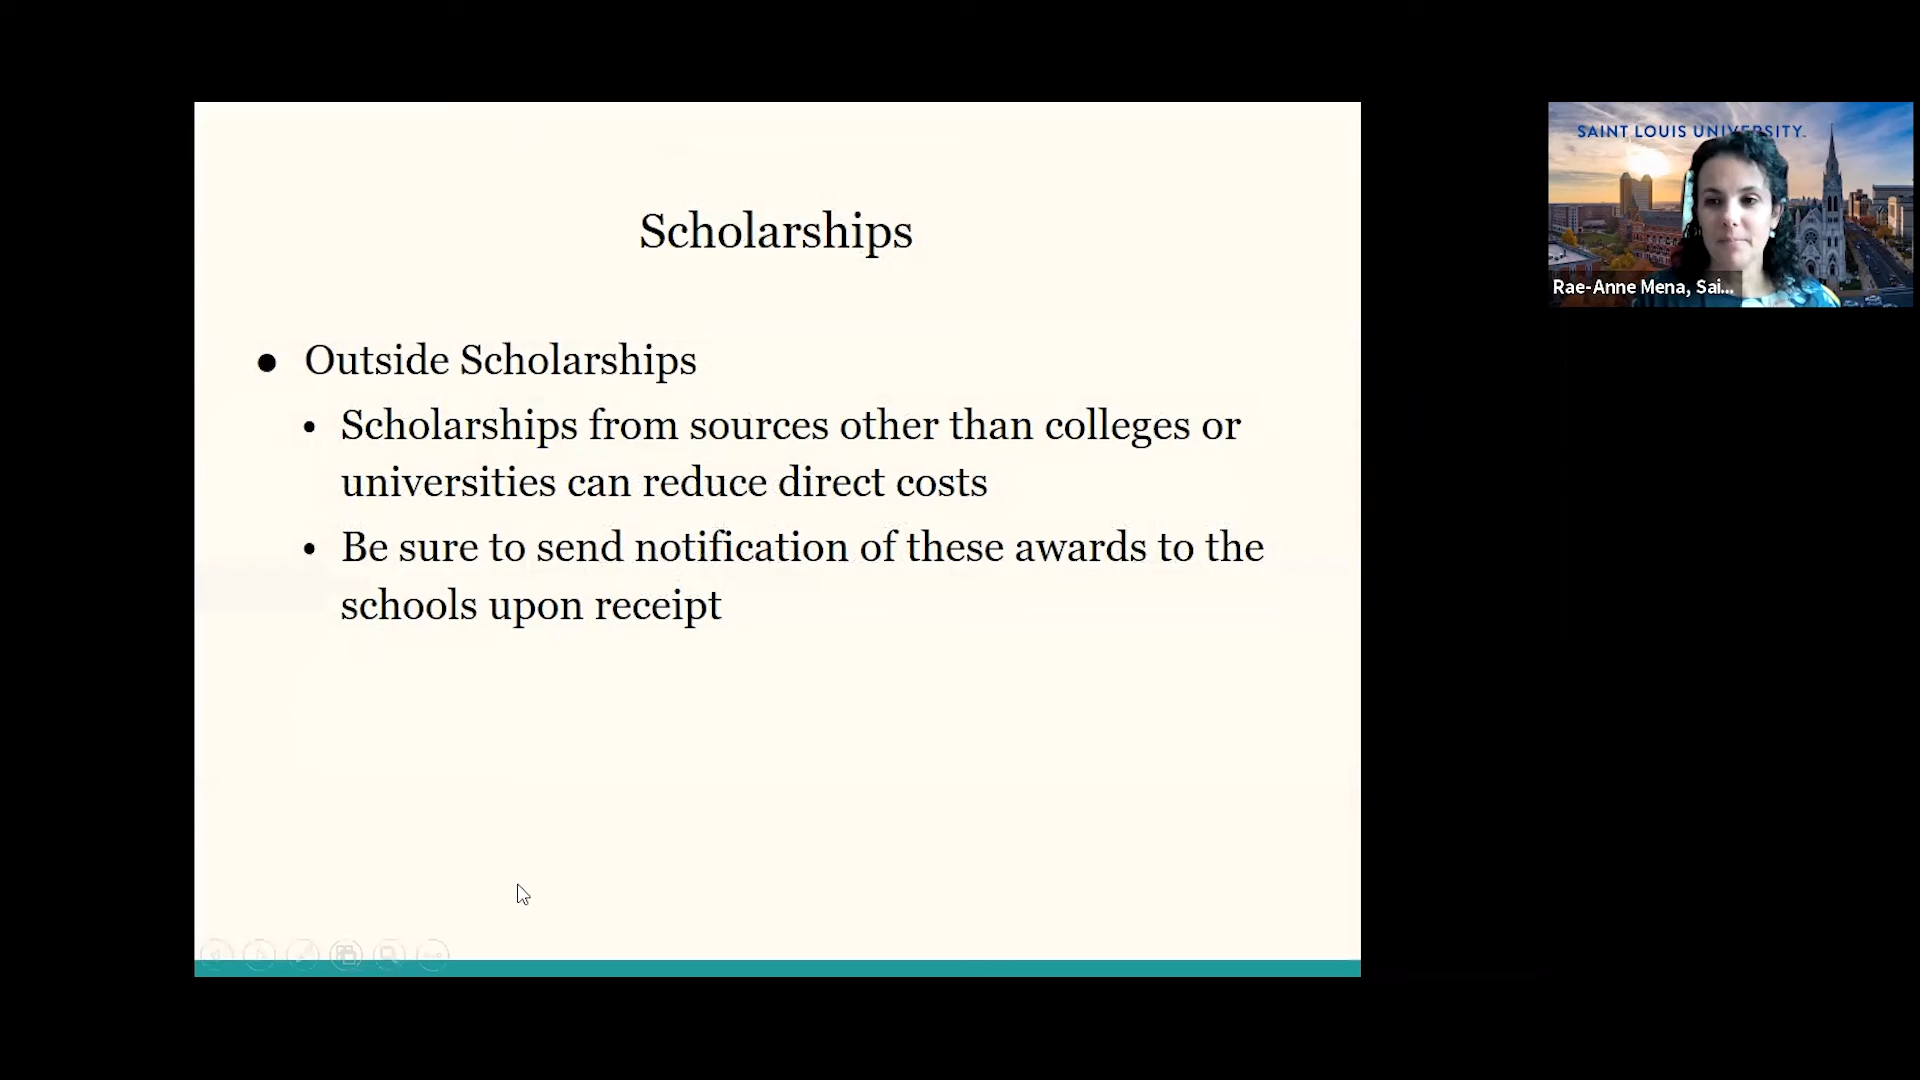 Scholarships
● Outside Scholarships
• Scholarships from sources other than colleges or
universities can reduce direct costs
• Be sure to send notification of these awards to the
schools upon receipt
SAINT LOUIS UNIVERSITY.
Rae-Anne Mena, Sai...